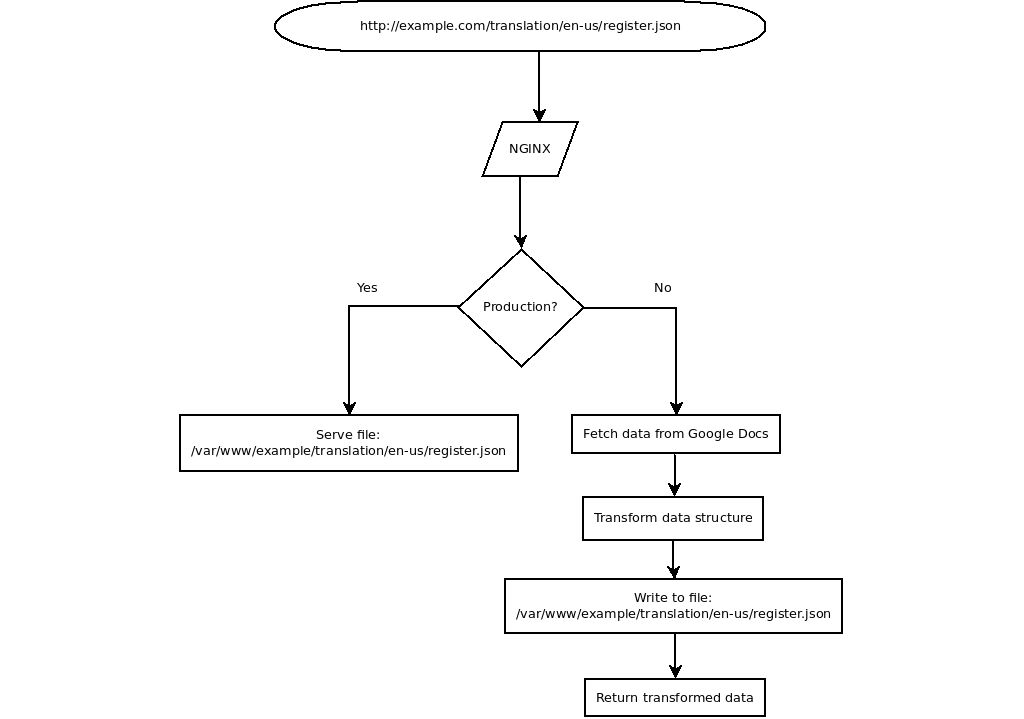 http://example.com/translation/en-us/register.json
NGINX
Production?
Yes
No
Serve file:
/var/www/example/translation/en-us/register.json
Fetch data from Google Docs
Transform data structure
Write to file:
/var/www/example/translation/en-us/register.json
Return transformed data